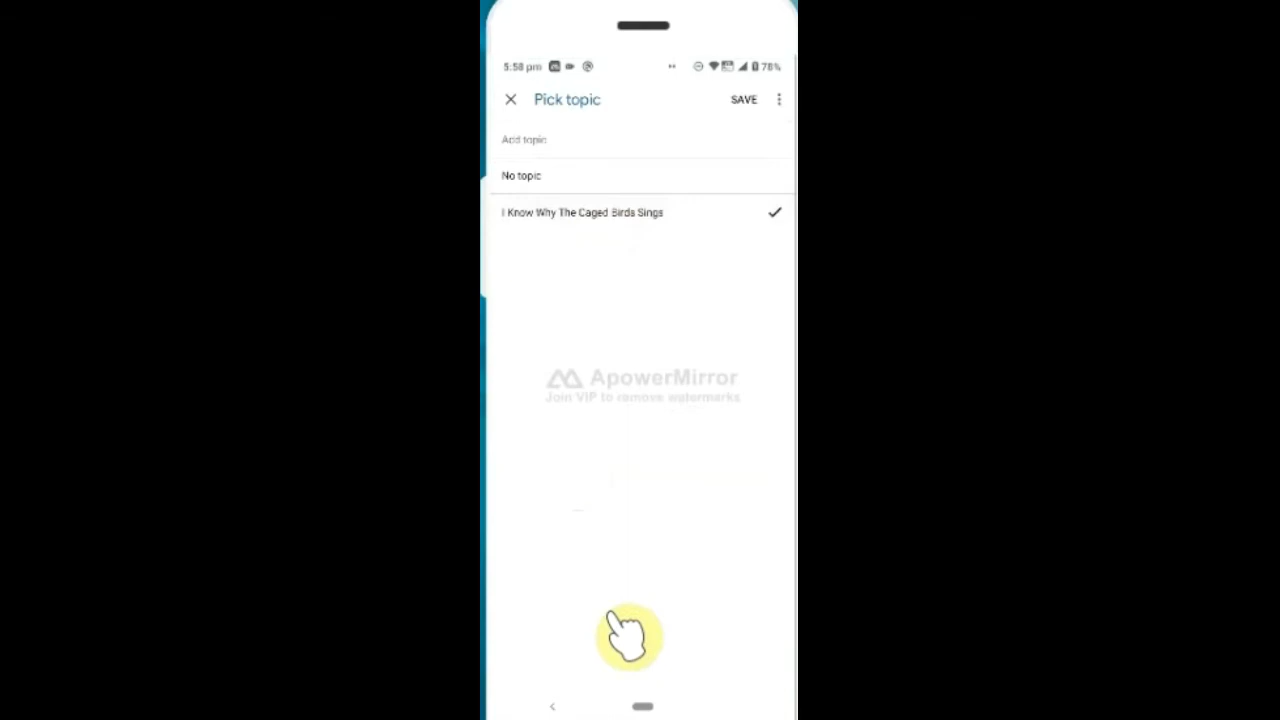 5:58 pm
78%
Pick topic
SAVE
Add topic
No topic
I Know Why The Caged Birds Sings
ApowerMirror
Join VIP to remove watermarks